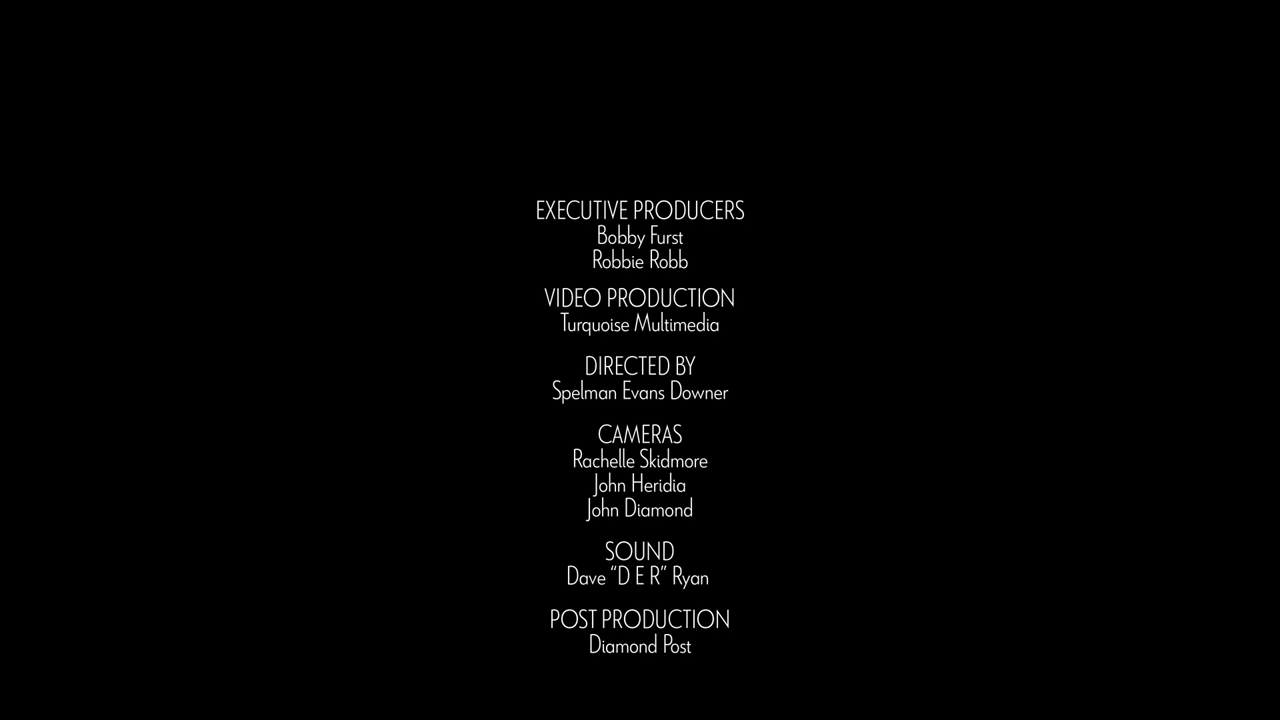 EXECUTIVE PRODUCERS
Bobby Furst
Robbie Robb
VIDEO PRODUCTION
Turquoise Multimedia
DIRECTED BY
Spelman Evans Downer
CAMERAS
Rachelle Skidmore
John Heridia
John Diamond
SOUND
Dave “D E R” Ryan
POST PRODUCTION
Diamond Post